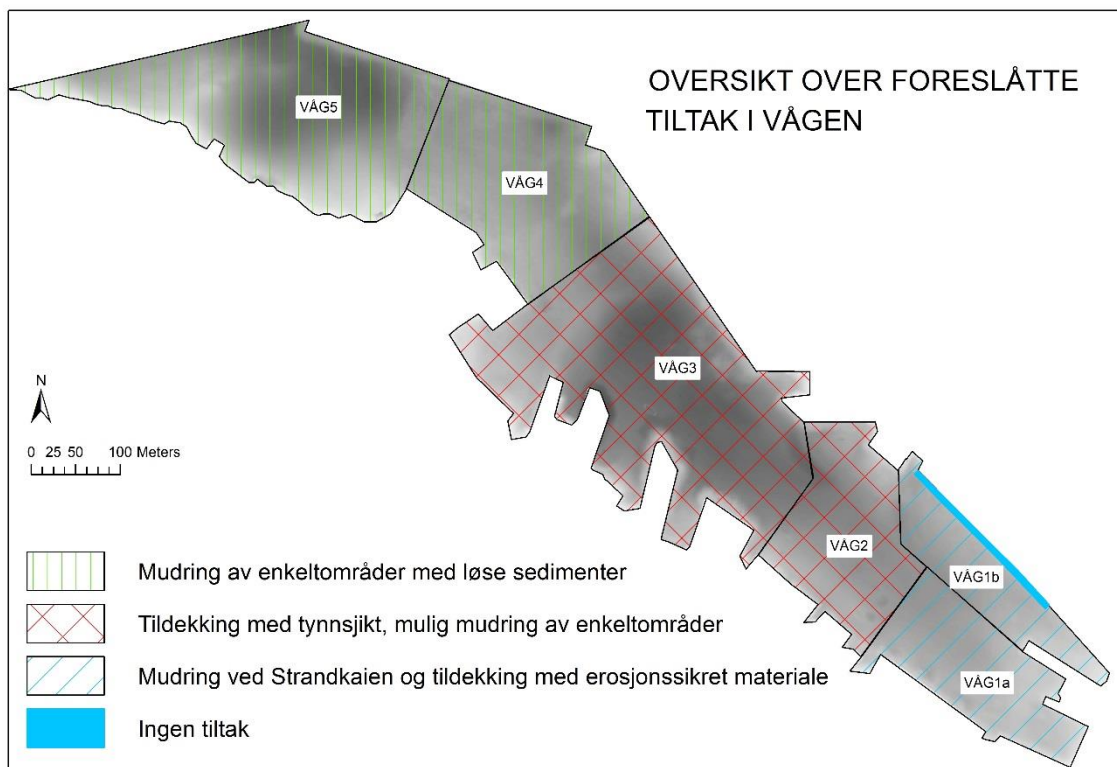 OVERSIKT OVER FORESLÅTTE
TILTAK I VÅGEN
VÅG5
VÅG4
VÅG3
VÅG2
VÅG1b
VÅG1a
N
0 25 50 100 Meters
Mudring av enkeltområder med løse sedimenter
Tildekking med tynnsjikt, mulig mudring av enkeltområder
Mudring ved Strandkaien og tildekking med erosjonssikret materiale
Ingen tiltak